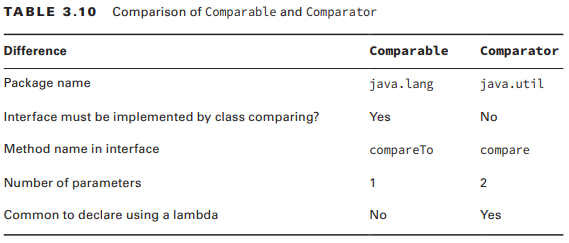 TABLE 3.10 Comparison of Comparable and Comparator
Difference Comparable Comparator
Package name java.lang java.util
Interface must be implemented by class comparing? Yes No
Method name in interface compareTo compare
Number of parameters 1 2
Common to declare using a lambda No Yes